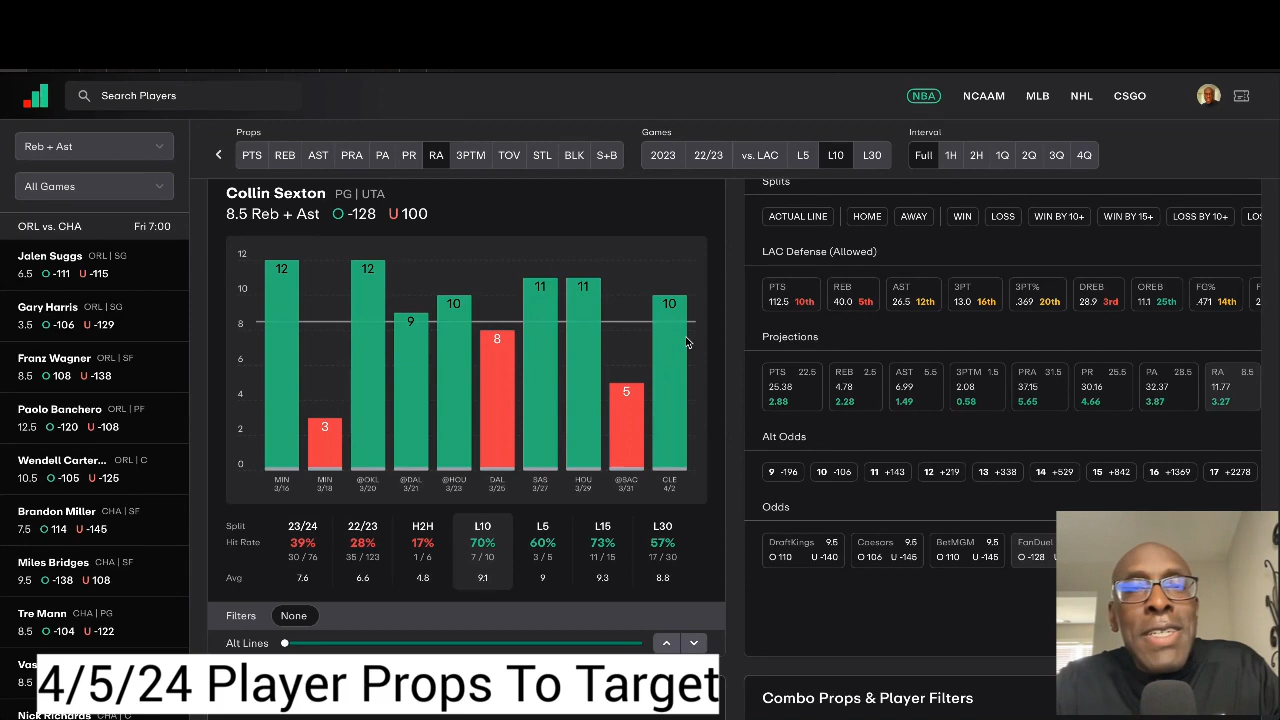 Search Players
NBA NCAAM MLB NHL CSGO
Reb + Ast
All Games
ORL vs. CHA Fri 7:00
Jalen Suggs ORL | SG
6.5 O -111 U -115
Gary Harris ORL | SG
3.5 O -106 U -129
Franz Wagner ORL | SF
8.5 O 108 U -138
Paolo Banchero ORL | PF
12.5 O -120 U -108
Wendell Carter... ORL | C
10.5 O -105 U -125
Brandon Miller CHA | SF
7.5 O 114 U -145
Miles Bridges CHA | SF
9.5 O -138 U 108
Tre Mann CHA | PG
8.5 O -104 U -122
Vas
8.5
Nick Richards CHA | C
Props
PTS REB AST PRA PA PR RA 3PTM TOV STL BLK S+B
Games
2023 22/23 vs. LAC L5 L10 L30
Interval
Full 1H 2H 1Q 2Q 3Q 4Q
Collin Sexton PG | UTA
8.5 Reb + Ast O -128 U 100
12
10
8
6
4
2
0
12 3 12 9 10 8 11 11 5 10
MIN MIN @OKL @DAL @HOU DAL SAS HOU @SAC CLE
3/16 3/18 3/20 3/21 3/23 3/25 3/27 3/29 3/31 4/2
Split 23/24 22/23 H2H L10 L5 L15 L30
Hit Rate 39% 28% 17% 70% 60% 73% 57%
30 / 76 35 / 123 1 / 6 7 / 10 3 / 5 11 / 15 17 / 30
Avg 7.6 6.6 4.8 9.1 9 9.3 8.8
Filters None
Alt Lines
Splits
ACTUAL LINE HOME AWAY WIN LOSS WIN BY 10+ WIN BY 15+ LOSS BY 10+ LOS
LAC Defense (Allowed)
PTS REB AST 3PT 3PT% DREB OREB FG% F
112.5 10th 40.0 5th 26.5 12th 13.0 16th .369 20th 28.9 3rd 11.1 25th .471 14th 2
Projections
PTS 22.5 REB 2.5 AST 5.5 3PTM 1.5 PRA 31.5 PR 25.5 PA 28.5 RA 8.5
25.38 4.78 6.99 2.08 37.15 30.16 32.37 11.77
2.88 2.28 1.49 0.58 5.65 4.66 3.87 3.27
Alt Odds
9 -196 10 -106 11 +143 12 +219 13 +338 14 +529 15 +842 16 +1369 17 +2278
Odds
DraftKings 9.5 Caesars 9.5 BetMGM 9.5 FanDuel
O 110 U -140 O 106 U -145 O 110 U -145 O -128
Combo Props & Player Filters
4/5/24 Player Props To Target